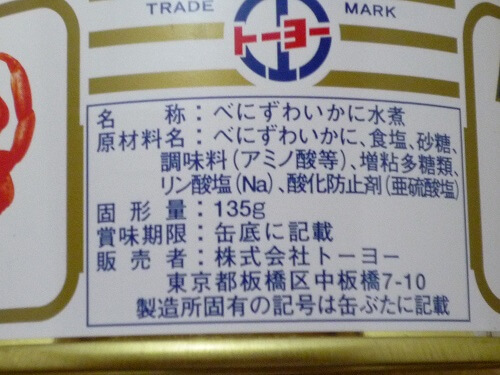 TRADE MARK
トーヨー
名称：べにずわいかに水煮
原材料名：べにずわいかに、食塩、砂糖、
調味料（アミノ酸等）、増粘多糖類、
リン酸塩（Na）、酸化防止剤（亜硫酸塩）
固形量：135g
賞味期限：缶底に記載
販売者：株式会社トーヨー
東京都板橋区中板橋7-10
製造所固有の記号は缶ぶたに記載